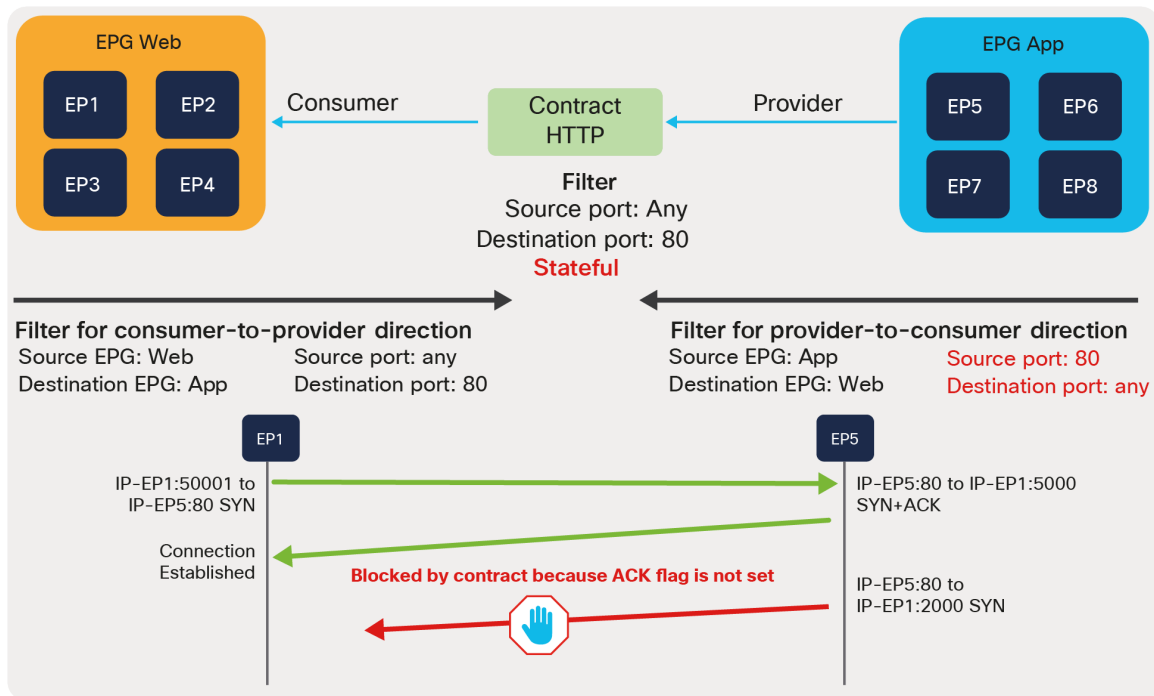 EPG Web
EP1
EP2
EP3
EP4
Consumer
Contract
HTTP
Provider
EPG App
EP5
EP6
EP7
EP8
Filter
Source port: Any
Destination port: 80
Stateful
Filter for consumer-to-provider direction
Source EPG: Web
Source port: any
Destination EPG: App
Destination port: 80
Filter for provider-to-consumer direction
Source EPG: App
Source port: 80
Destination EPG: Web
Destination port: any
EP1
EP5
IP-EP1:50001 to
IP-EP5:80 SYN
IP-EP5:80 to IP-EP1:5000
SYN+ACK
Connection
Established
Blocked by contract because ACK flag is not set
IP-EP5:80 to
IP-EP1:2000 SYN